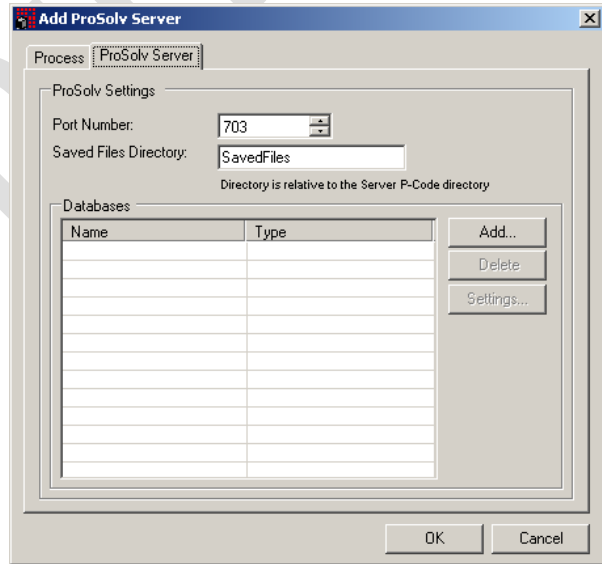 Add ProSolv Server
Process ProSolv Server
ProSolv Settings
Port Number: 703
Saved Files Directory: SavedFiles
Directory is relative to the Server P-Code directory
Databases
Name Type Add...
Delete
Settings...
OK Cancel